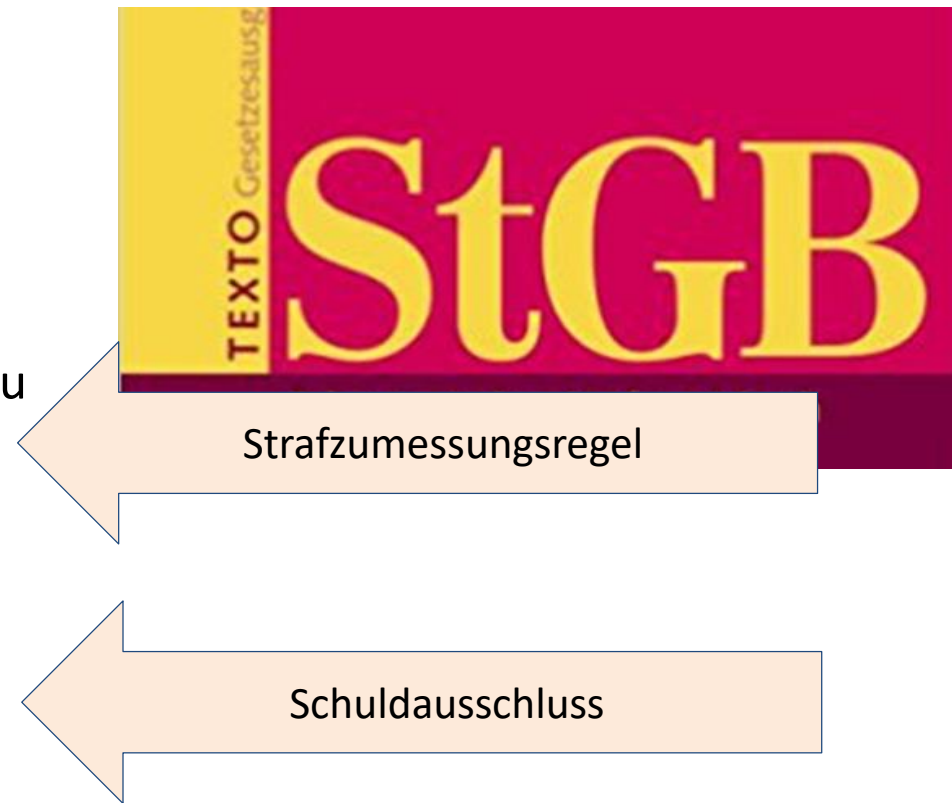 TEXTO Gesetzesausg
StGB
u
Strafzumessungsregel
Schuldausschluss